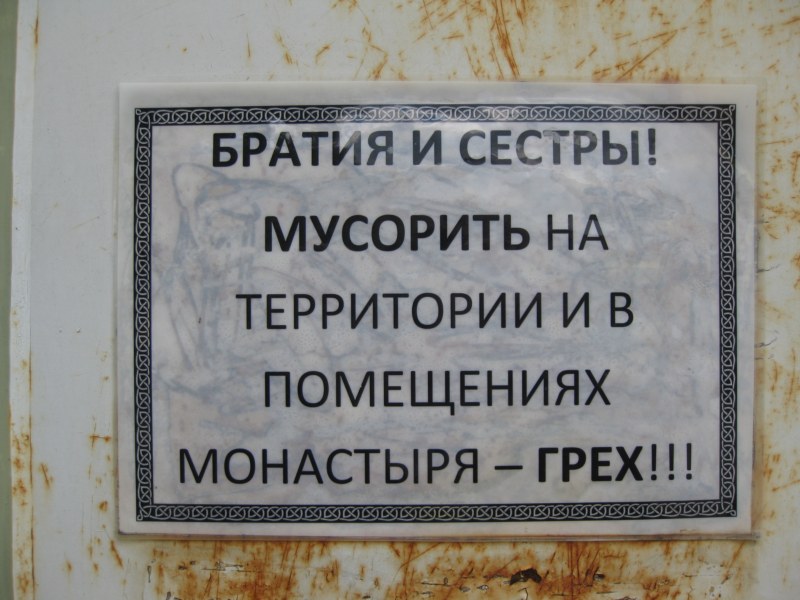 БРАТИЯ И СЕСТРЫ!
МУСОРИТЬ НА
ТЕРРИТОРИИ И В
ПОМЕЩЕНИЯХ
МОНАСТЫРЯ – ГРЕХ!!!